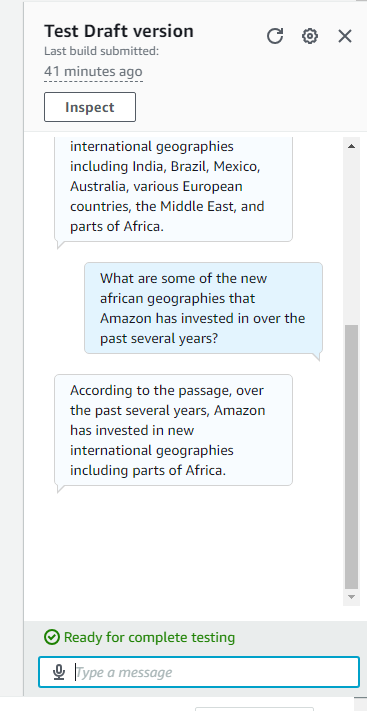 Test Draft version
Last build submitted:
41 minutes ago
Inspect
international geographies
including India, Brazil, Mexico,
Australia, various European
countries, the Middle East, and
parts of Africa.
What are some of the new
african geographies that
Amazon has invested in over the
past several years?
According to the passage, over
the past several years, Amazon
has invested in new
international geographies
including parts of Africa.
Ready for complete testing
Type a message